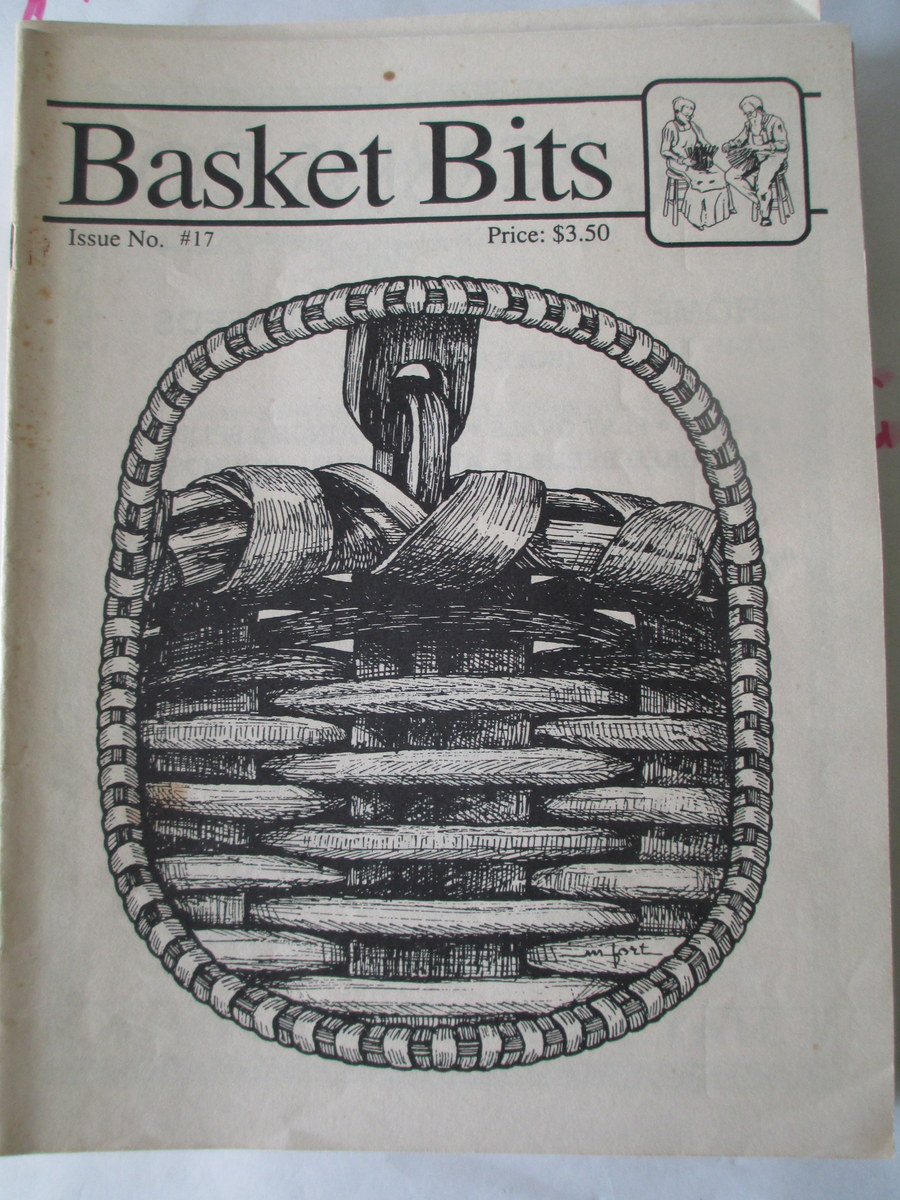 Basket Bits
Issue No. #17
Price: $3.50
m fort